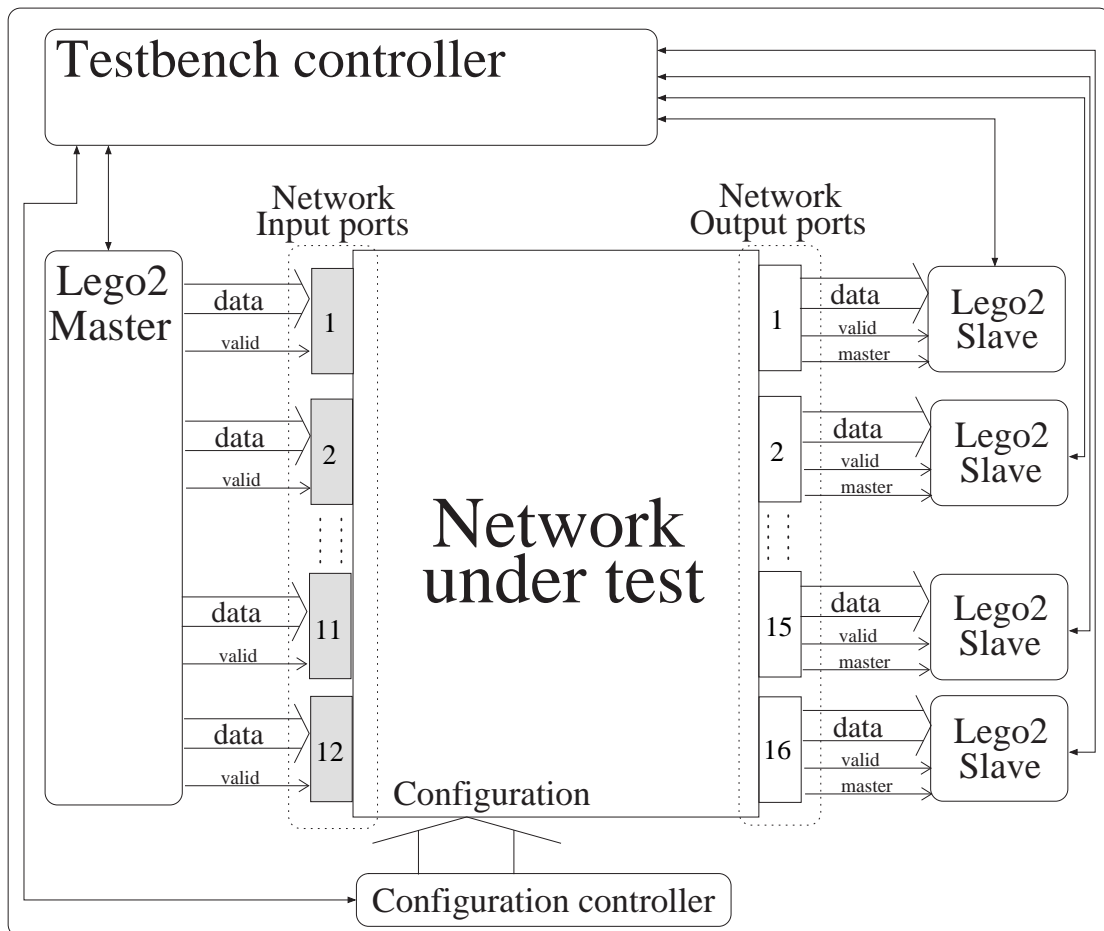 Testbench controller
Network
Input ports
Network
Output ports
Lego2
Master
data
valid
1
data
valid
2
data
valid
11
data
valid
12
Network
under test
Configuration
1
data
valid
master
Lego2
Slave
2
data
valid
master
Lego2
Slave
15
data
valid
master
Lego2
Slave
16
data
valid
master
Lego2
Slave
Configuration controller